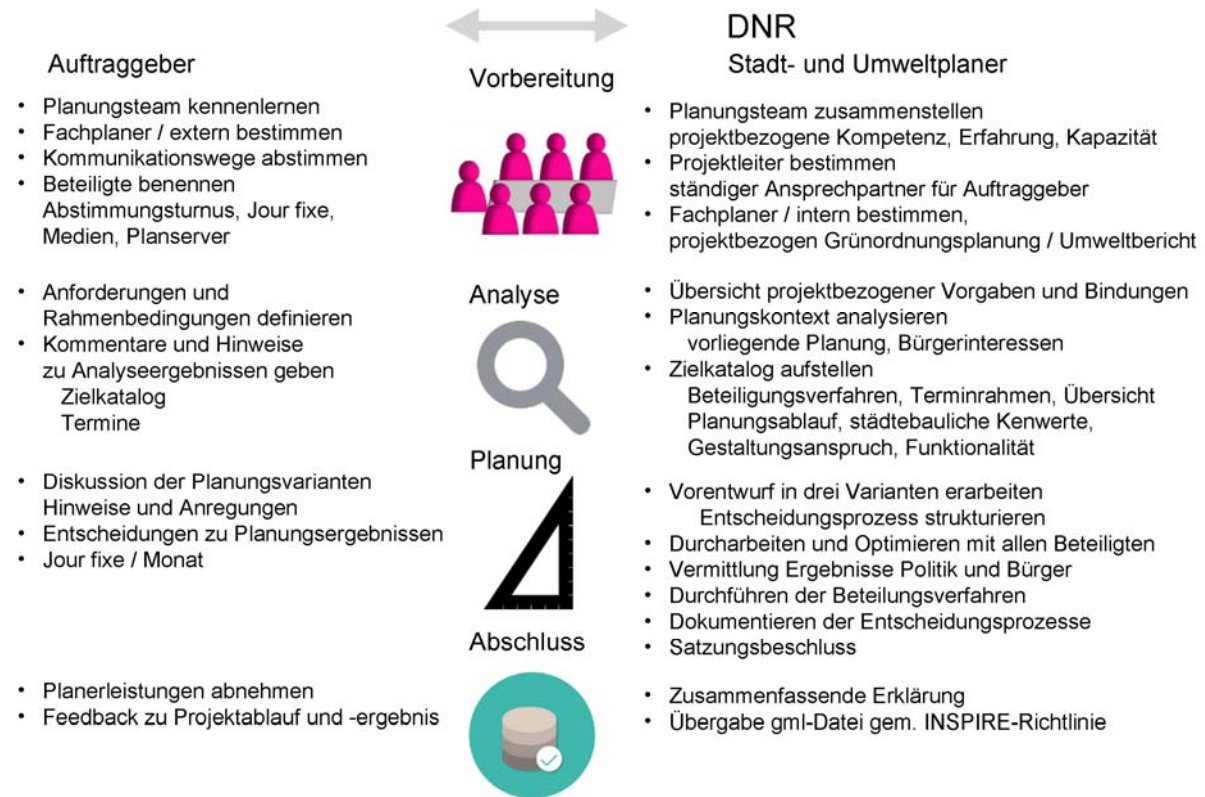 Auftraggeber
• Planungsteam kennenlernen
• Fachplaner / extern bestimmen
• Kommunikationswege abstimmen
• Beteiligte benennen
Abstimmungsturnus, Jour fixe,
Medien, Planserver
• Anforderungen und
Rahmenbedingungen definieren
• Kommentare und Hinweise
zu Analyseergebnissen geben
Zielkatalog
Termine
• Diskussion der Planungsvarianten
Hinweise und Anregungen
• Entscheidungen zu Planungsergebnissen
• Jour fixe / Monat
• Planerleistungen abnehmen
• Feedback zu Projektablauf und -ergebnis
Vorbereitung
Analyse
Planung
Abschluss
DNR
Stadt- und Umweltplaner
• Planungsteam zusammenstellen
projektbezogene Kompetenz, Erfahrung, Kapazität
• Projektleiter bestimmen
ständiger Ansprechpartner für Auftraggeber
• Fachplaner / intern bestimmen,
projektbezogen Grünordnungsplanung / Umweltbericht
• Übersicht projektbezogener Vorgaben und Bindungen
• Planungskontext analysieren
vorliegende Planung, Bürgerinteressen
• Zielkatalog aufstellen
Beteiligungsverfahren, Terminrahmen, Übersicht
Planungsablauf, städtebauliche Kenwerte,
Gestaltungsanspruch, Funktionalität
• Vorentwurf in drei Varianten erarbeiten
Entscheidungsprozess strukturieren
• Durcharbeiten und Optimieren mit allen Beteiligten
• Vermittlung Ergebnisse Politik und Bürger
• Durchführen der Beteilungsverfahren
• Dokumentieren der Entscheidungsprozesse
• Satzungsbeschluss
• Zusammenfassende Erklärung
• Übergabe gml-Datei gem. INSPIRE-Richtlinie